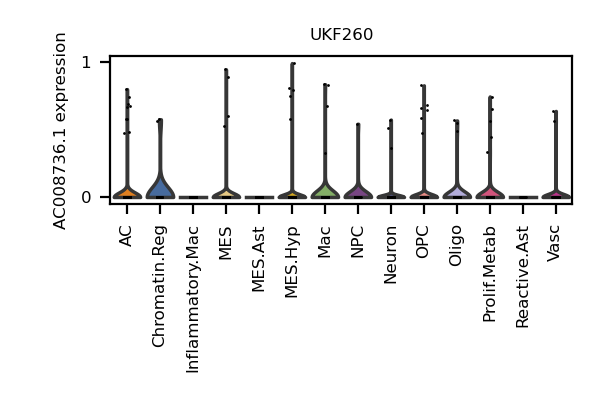 UKF260
AC008736.1 expression
1
0
AC
Chromatin.Reg
Inflammatory.Mac
MES
MES.Ast
MES.Hyp
Mac
NPC
Neuron
OPC
Oligo
Prolif.Metab
Reactive.Ast
Vasc